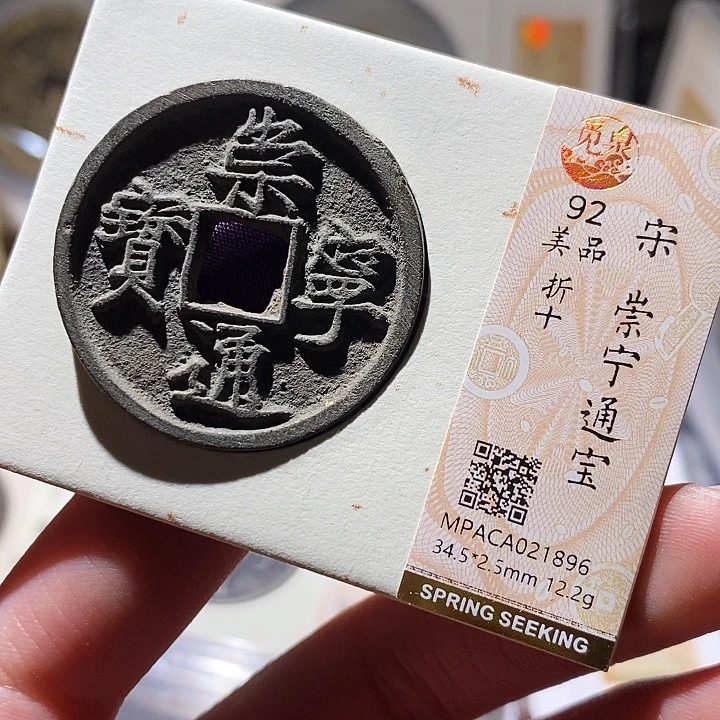 崇寧通寶
觅泉
宋 崇宁通宝
92
美品
折十
MPACA021896
34.5*2.5mm 12.2g
SPRING SEEKING